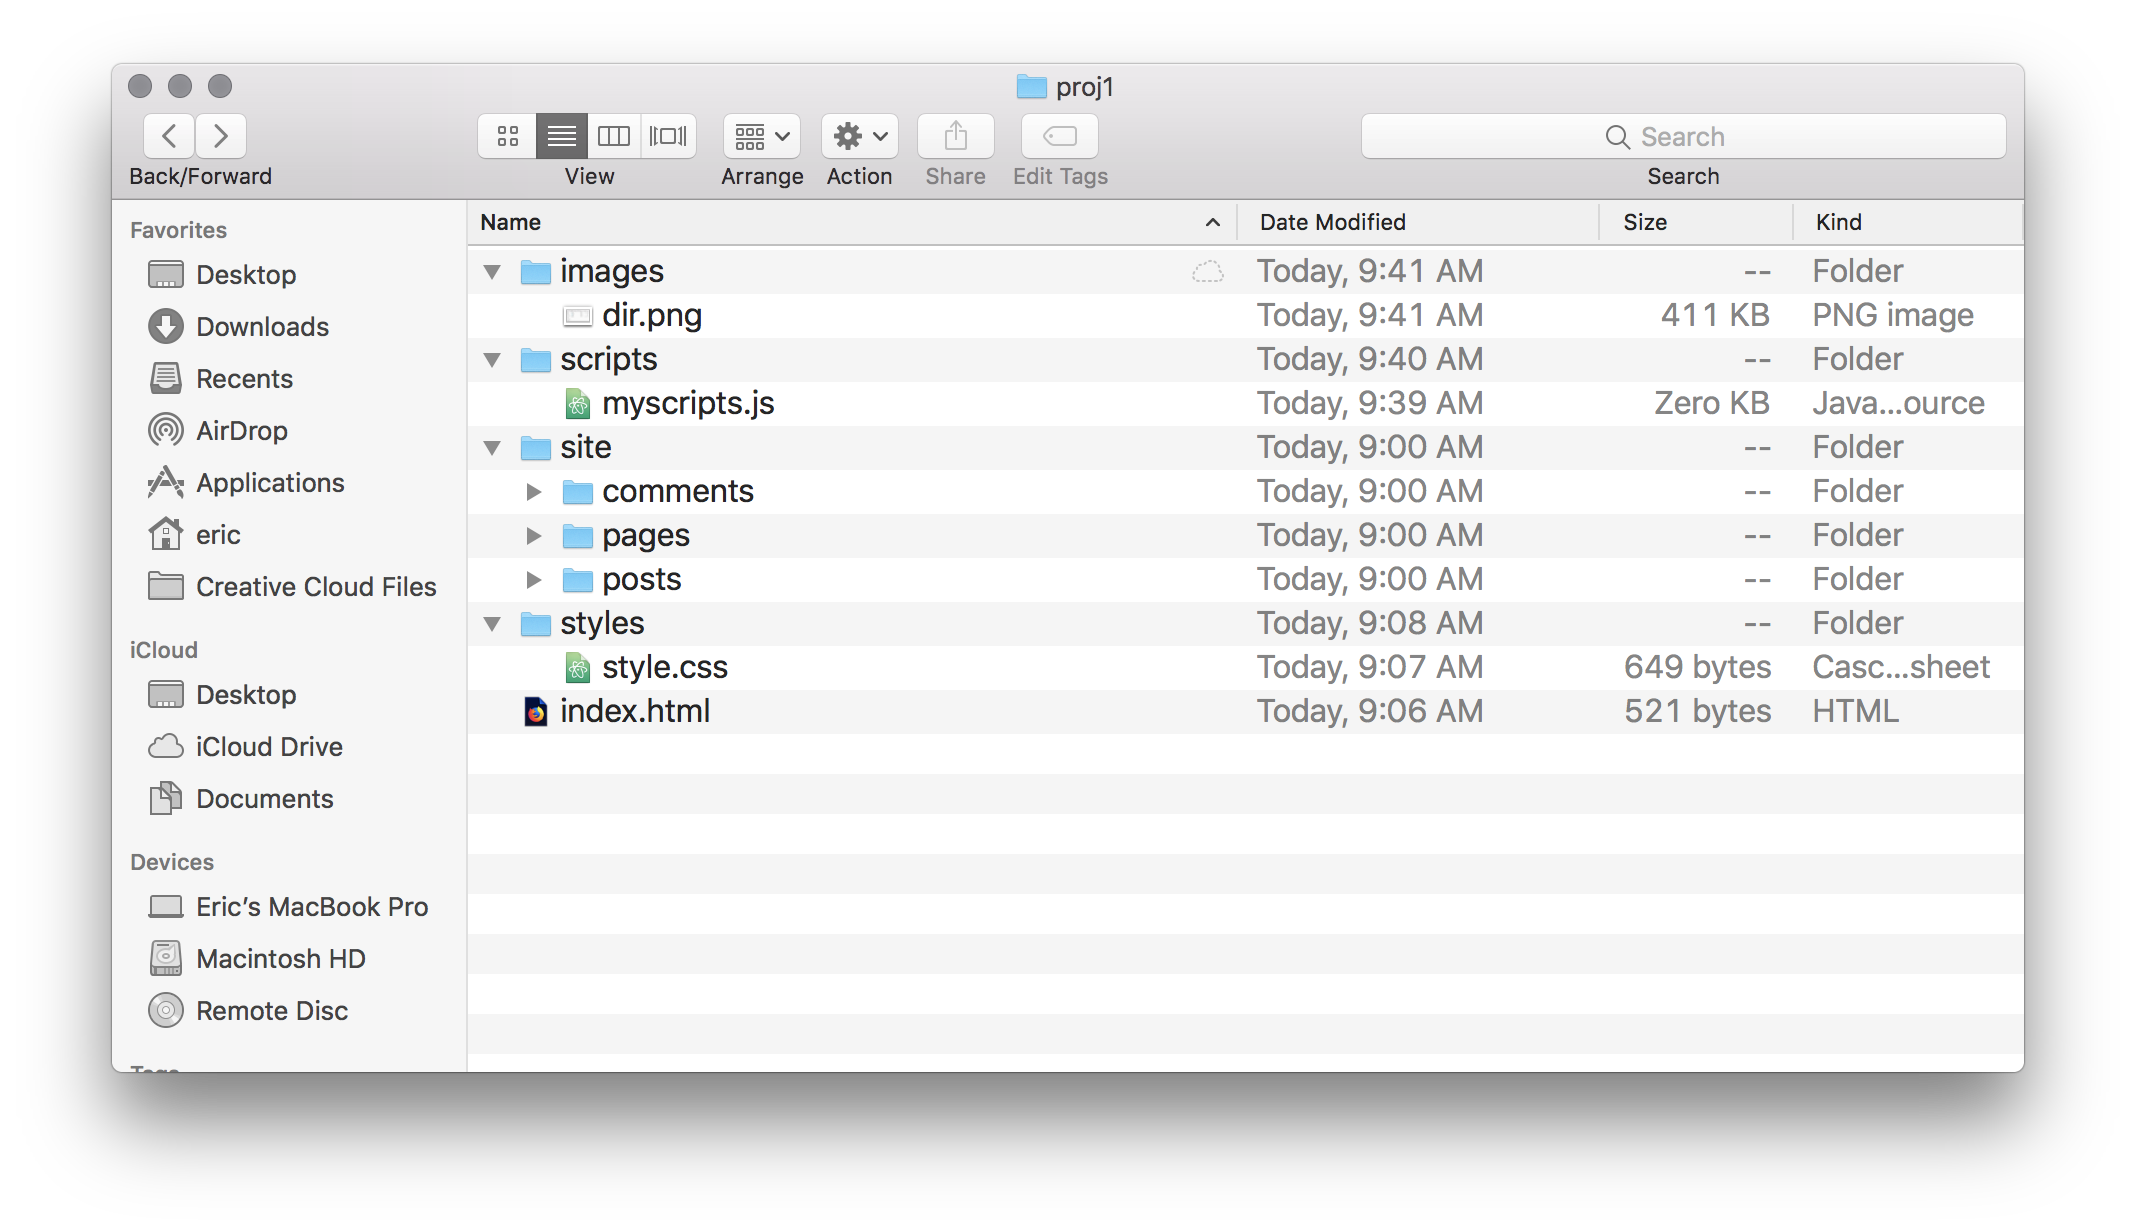 proj1
Back/Forward
View
Arrange
Action
Share
Edit Tags
Search
Search
Favorites
Desktop
Downloads
Recents
AirDrop
Applications
eric
Creative Cloud Files
iCloud
Desktop
iCloud Drive
Documents
Devices
Eric’s MacBook Pro
Macintosh HD
Remote Disc
Name Date Modified Size Kind
images Today, 9:41 AM -- Folder
dir.png Today, 9:41 AM 411 KB PNG image
scripts Today, 9:40 AM -- Folder
myscripts.js Today, 9:39 AM Zero KB Java...ource
site Today, 9:00 AM -- Folder
comments Today, 9:00 AM -- Folder
pages Today, 9:00 AM -- Folder
posts Today, 9:00 AM -- Folder
styles Today, 9:08 AM -- Folder
style.css Today, 9:07 AM 649 bytes Casc...sheet
index.html Today, 9:06 AM 521 bytes HTML